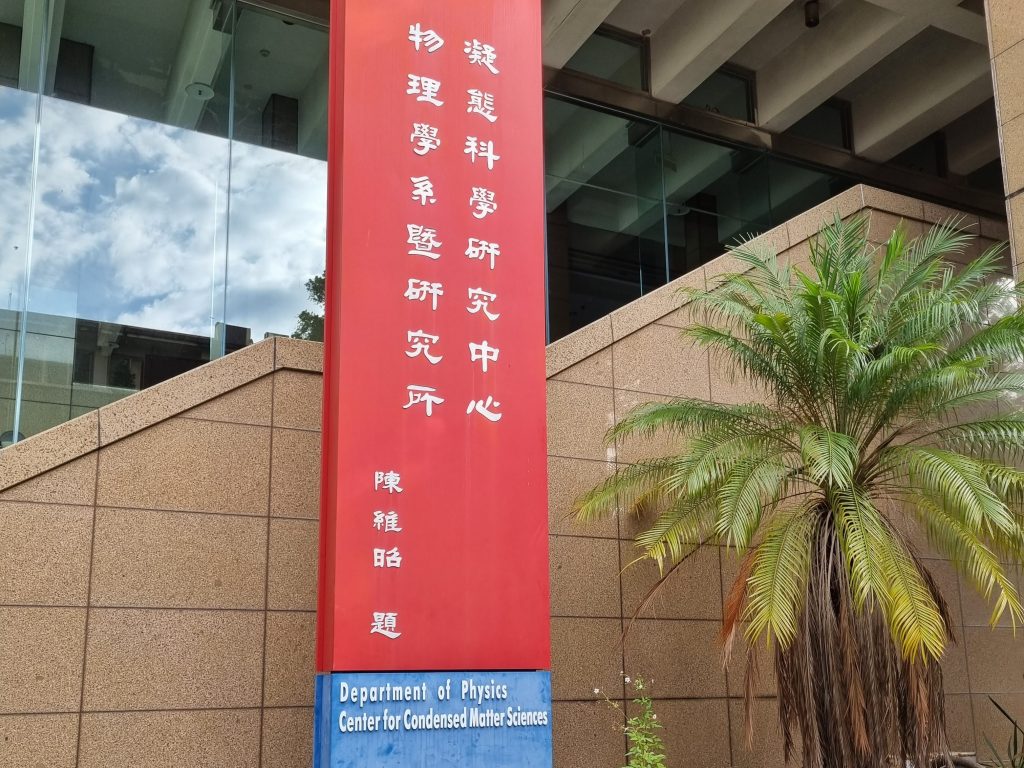 凝態科學研究中心
物理學系暨研究所
陳維昭 題
Department of Physics
Center for Condensed Matter Sciences